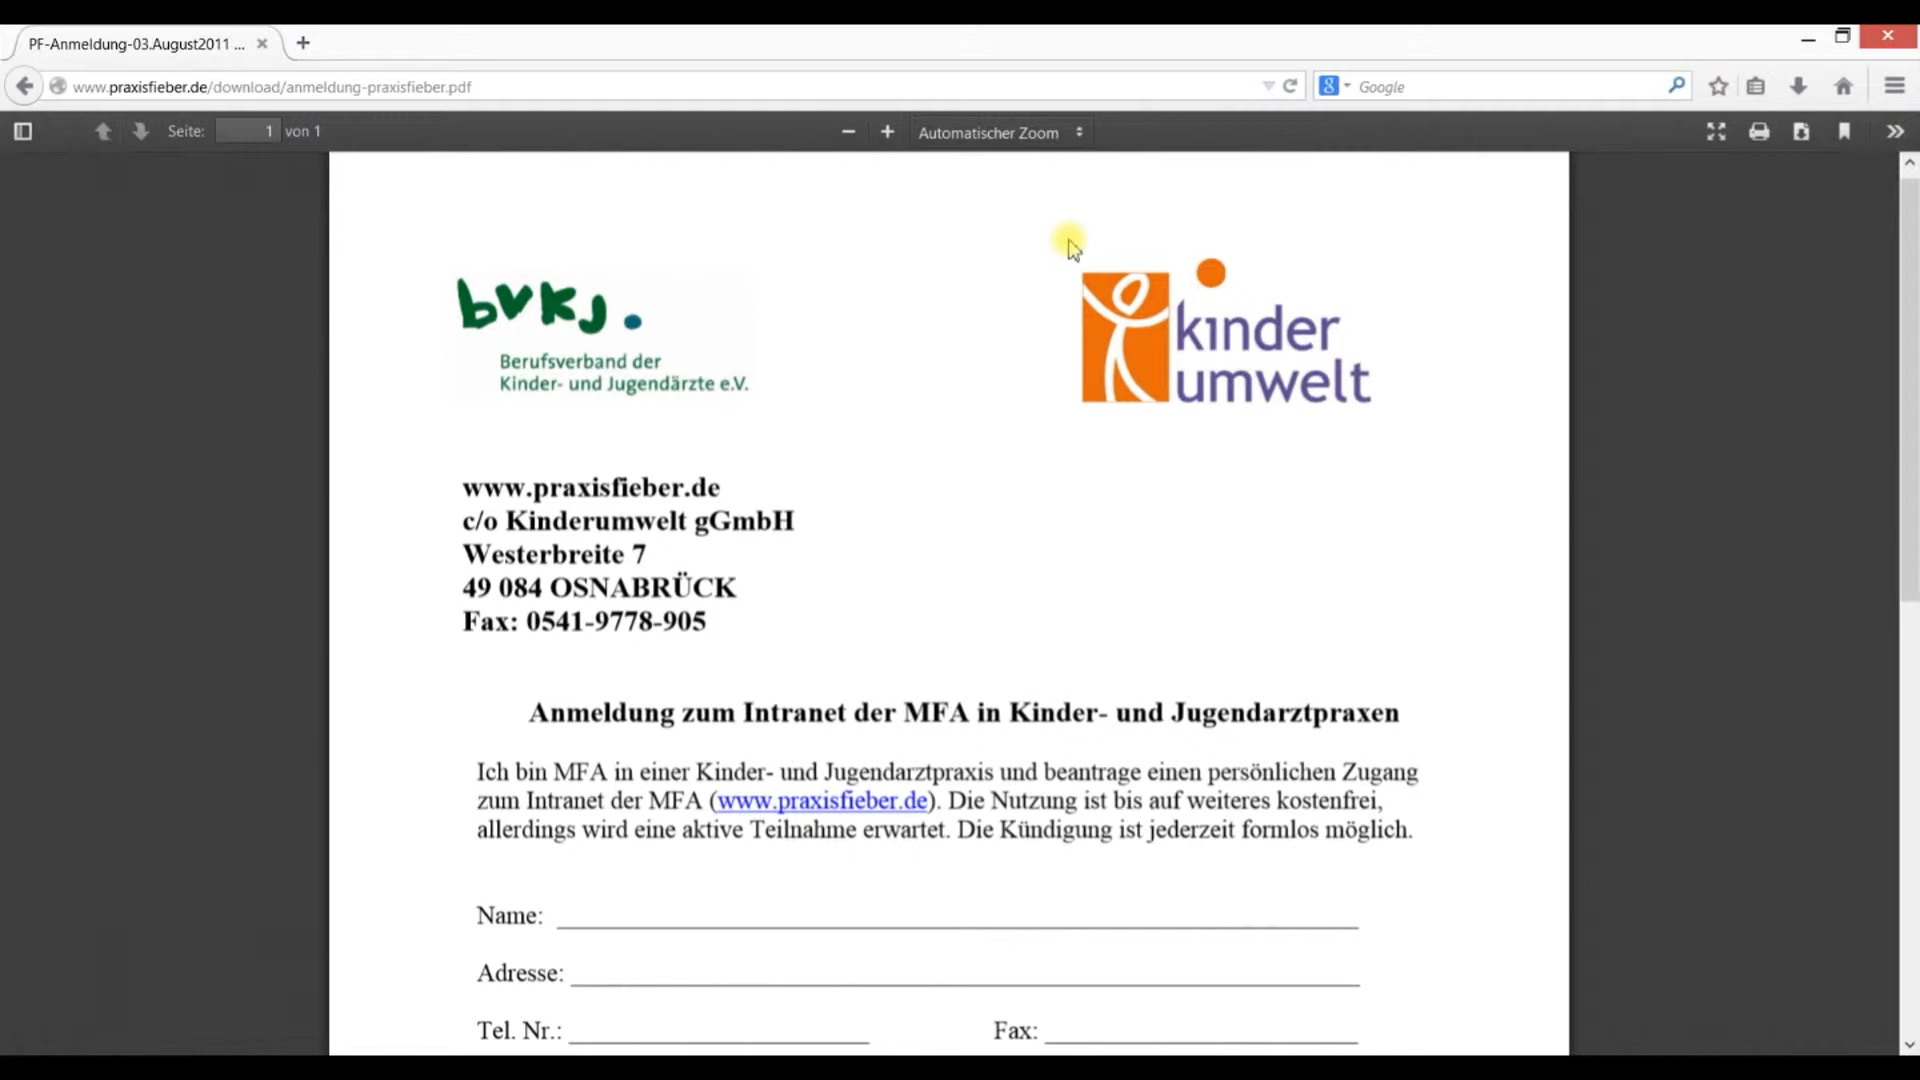 PF-Anmeldung-03.August2011 ...
www.praxisfieber.de/download/anmeldung-praxisfieber.pdf
Google
Seite: 1 von 1
Automatischer Zoom
bvkj.
Berufsverband der
Kinder- und Jugendärzte e.V.
kinder
umwelt
www.praxisfieber.de
c/o Kinderumwelt gGmbH
Westerbreite 7
49 084 OSNABRÜCK
Fax: 0541-9778-905
Anmeldung zum Intranet der MFA in Kinder- und Jugendarztpraxen
Ich bin MFA in einer Kinder- und Jugendarztpraxis und beantrage einen persönlichen Zugang
zum Intranet der MFA (www.praxisfieber.de). Die Nutzung ist bis auf weiteres kostenfrei,
allerdings wird eine aktive Teilnahme erwartet. Die Kündigung ist jederzeit formlos möglich.
Name:
Adresse:
Tel. Nr.: Fax: